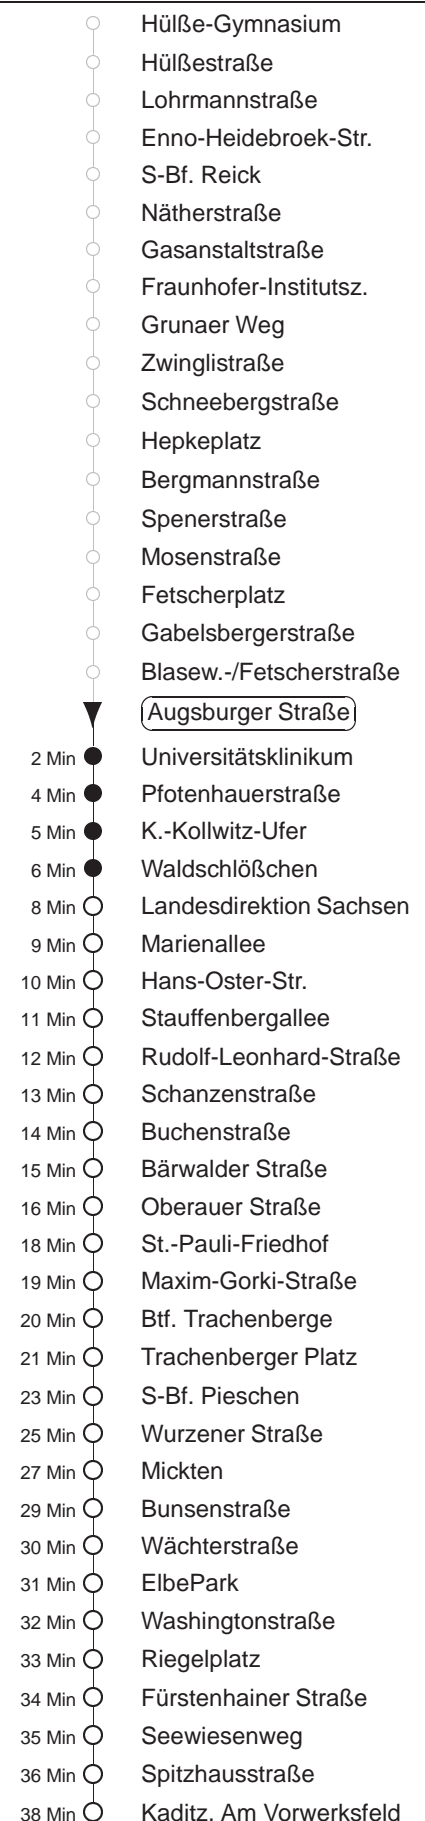 Hülße-Gymnasium
Hülßestraße
Lohrmannstraße
Enno-Heidebroek-Str.
S-Bf. Reick
Nätherstraße
Gasanstaltstraße
Fraunhofer-Institutsz.
Grunaer Weg
Zwinglistraße
Schneebergstraße
Hepkeplatz
Bergmannstraße
Spenerstraße
Mosenstraße
Fetscherplatz
Gabelsbergerstraße
Blasew.-/Fetscherstraße
Augsburger Straße
2 Min Universitätsklinikum
4 Min Pfotenhauerstraße
5 Min K.-Kollwitz-Ufer
6 Min Waldschlößchen
8 Min Landesdirektion Sachsen
9 Min Marienallee
10 Min Hans-Oster-Str.
11 Min Stauffenbergallee
12 Min Rudolf-Leonhard-Straße
13 Min Schanzenstraße
14 Min Buchenstraße
15 Min Bärwalder Straße
16 Min Oberauer Straße
18 Min St.-Pauli-Friedhof
19 Min Maxim-Gorki-Straße
20 Min Btf. Trachenberge
21 Min Trachenberger Platz
23 Min S-Bf. Pieschen
25 Min Wurzener Straße
27 Min Mickten
29 Min Bunsenstraße
30 Min Wächterstraße
31 Min ElbePark
32 Min Washingtonstraße
33 Min Riegelplatz
34 Min Fürstenhainer Straße
35 Min Seewiesenweg
36 Min Spitzhausstraße
38 Min Kaditz, Am Vorwerksfeld